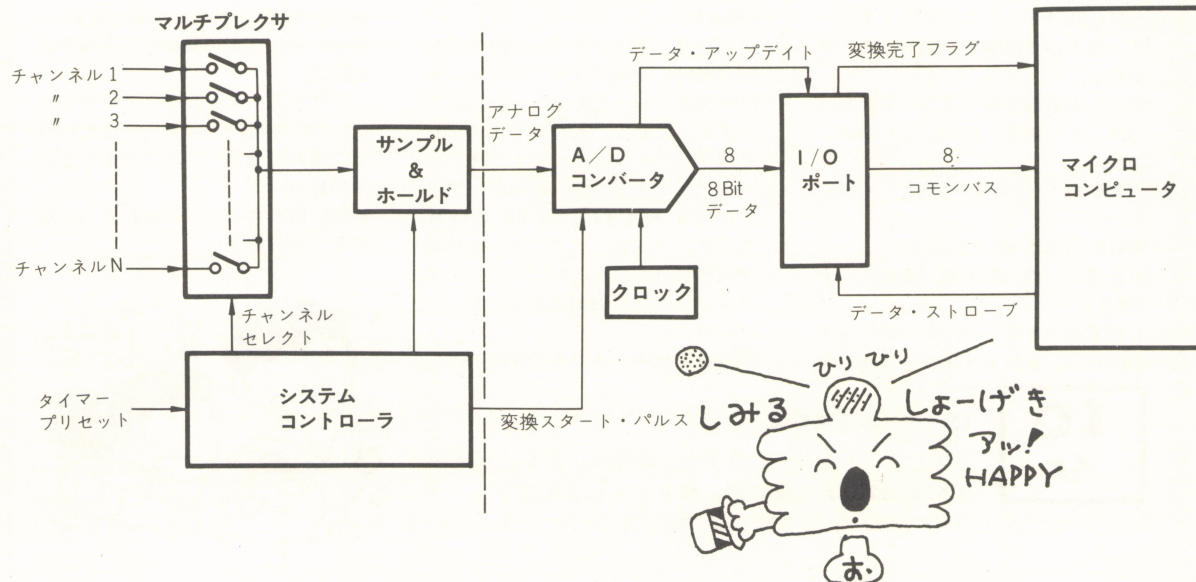 マルチプレクサ
チャンネル 1
〃 2
〃 3
チャンネル N
チャンネル
セレクト
タイマー
プリセット
システム
コントローラ
サンプル
&
ホールド
アナログ
データ
変換スタート・パルス
A/D
コンバータ
クロック
データ・アップデイト
8
8 Bit
データ
I/O
ポート
変換完了フラグ
8
コモンバス
データ・ストローブ
マイクロ
コンピュータ
ひり ひり
しみる
しょーげき
アッ!
HAPPY
お.